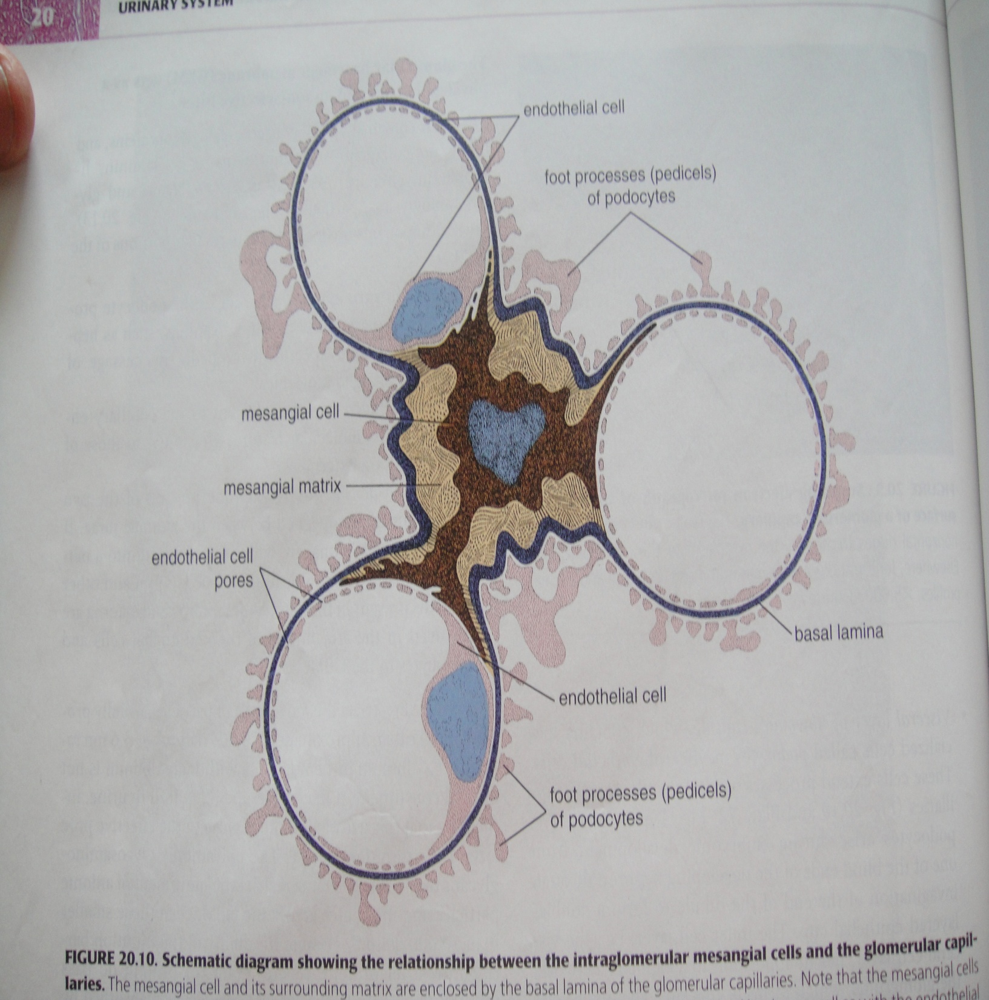 20
URINARY SYSTEM
endothelial cell
foot processes (pedicels)
of podocytes
mesangial cell
mesangial matrix
endothelial cell
pores
basal lamina
endothelial cell
foot processes (pedicels)
of podocytes
FIGURE 20.10. Schematic diagram showing the relationship between the intraglomerular mesangial cells and the glomerular capil-
laries. The mesangial cell and its surrounding matrix are enclosed by the basal lamina of the glomerular capillaries. Note that the mesangial cells
with the endothelial